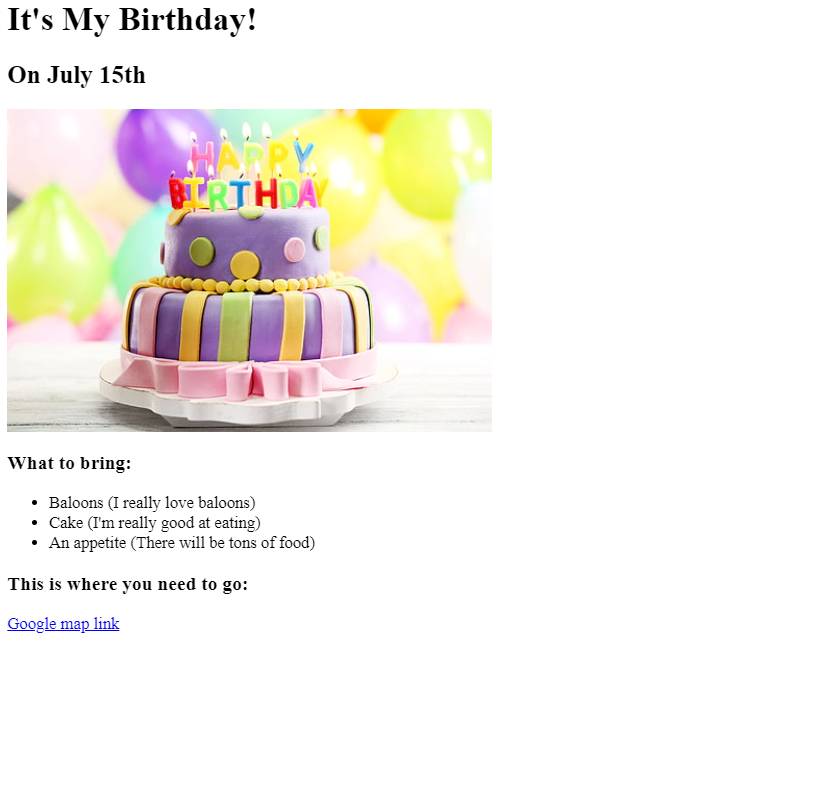 It's My Birthday!
On July 15th
HAPPY
BIRTHDAY
What to bring:
Baloons (I really love baloons)
Cake (I'm really good at eating)
An appetite (There will be tons of food)
This is where you need to go:
Google map link